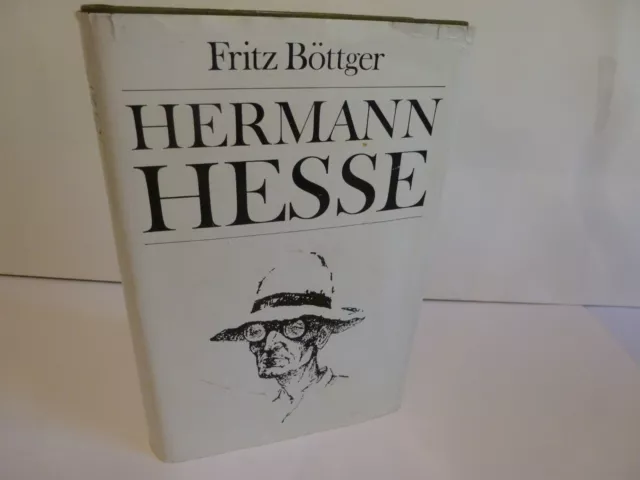 Fritz Böttger
HERMANN
HESSE